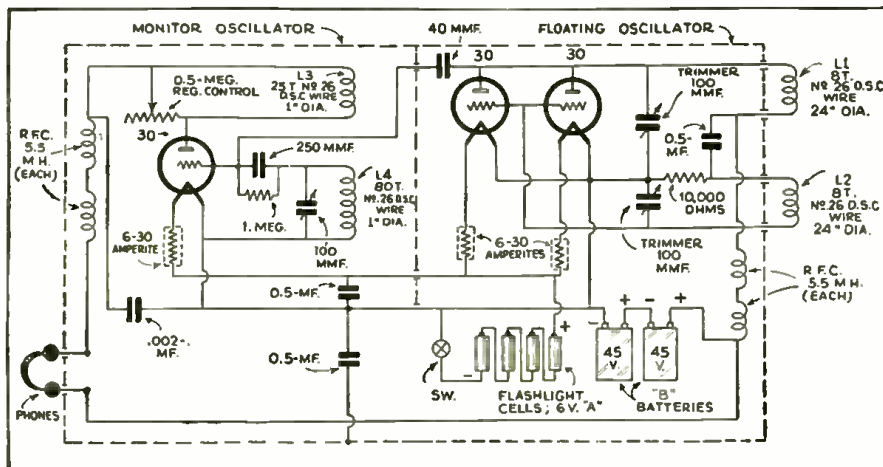 MONITOR OSCILLATOR
40 MMF.
FLOATING OSCILLATOR
30
30
L3
25 T. Nº 26
D.S.C WIRE
1" DIA.
0.5-MEG.
REG. CONTROL
30
R.F.C.
5.5
M H.
(EACH)
250 MMF.
L4
80T.
Nº 26 D.S.C
WIRE
1" DIA.
1. MEG.
100
MMF.
6-30
AMPERITE
TRIMMER
100
MMF.
L1
8T.
Nº 26 D.S.C
WIRE
24" DIA.
0.5-
MF.
10,000
OHMS
L2
8T.
Nº 26 D.S.C
WIRE
24" DIA.
TRIMMER
100
MMF.
6-30
AMPERITES
R.F.C.
5.5 M H.
(EACH)
0.5-MF.
.002-
MF.
0.5-MF.
PHONES
SW.
-
+
FLASHLIGHT
CELLS; 6 V. "A"
-
+
-
+
45
V.
45
V.
"B"
BATTERIES